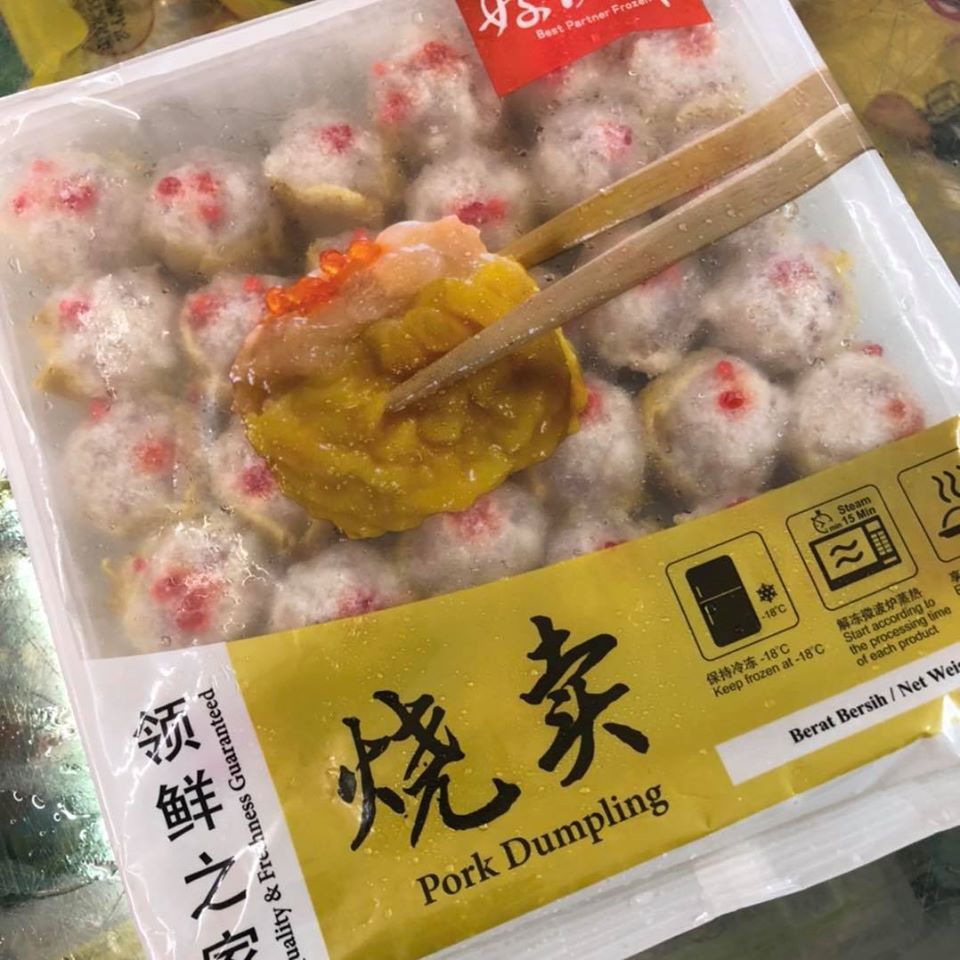 Best Partner Frozen
Steam
min 15 Min
-18°C
保持冷冻 -18°C
Keep frozen at -18°C
解冻微波炉蒸热
Start according to
the processing time
of each product
Berat Bersih / Net
烧卖
Pork Dumpling
领鲜之家
& Freshness Guaranteed